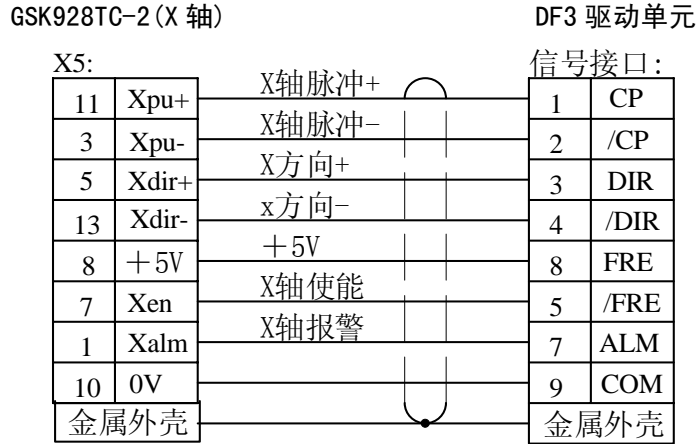 GSK928TC-2(X 轴) DF3 驱动单元
X5: 信号接口:
11 Xpu+ X轴脉冲+ 1 CP
3 Xpu- X轴脉冲- 2 /CP
5 Xdir+ X方向+ 3 DIR
13 Xdir- x方向- 4 /DIR
8 +5V +5V 8 FRE
7 Xen X轴使能 5 /FRE
1 Xalm X轴报警 7 ALM
10 0V 9 COM
金属外壳 金属外壳